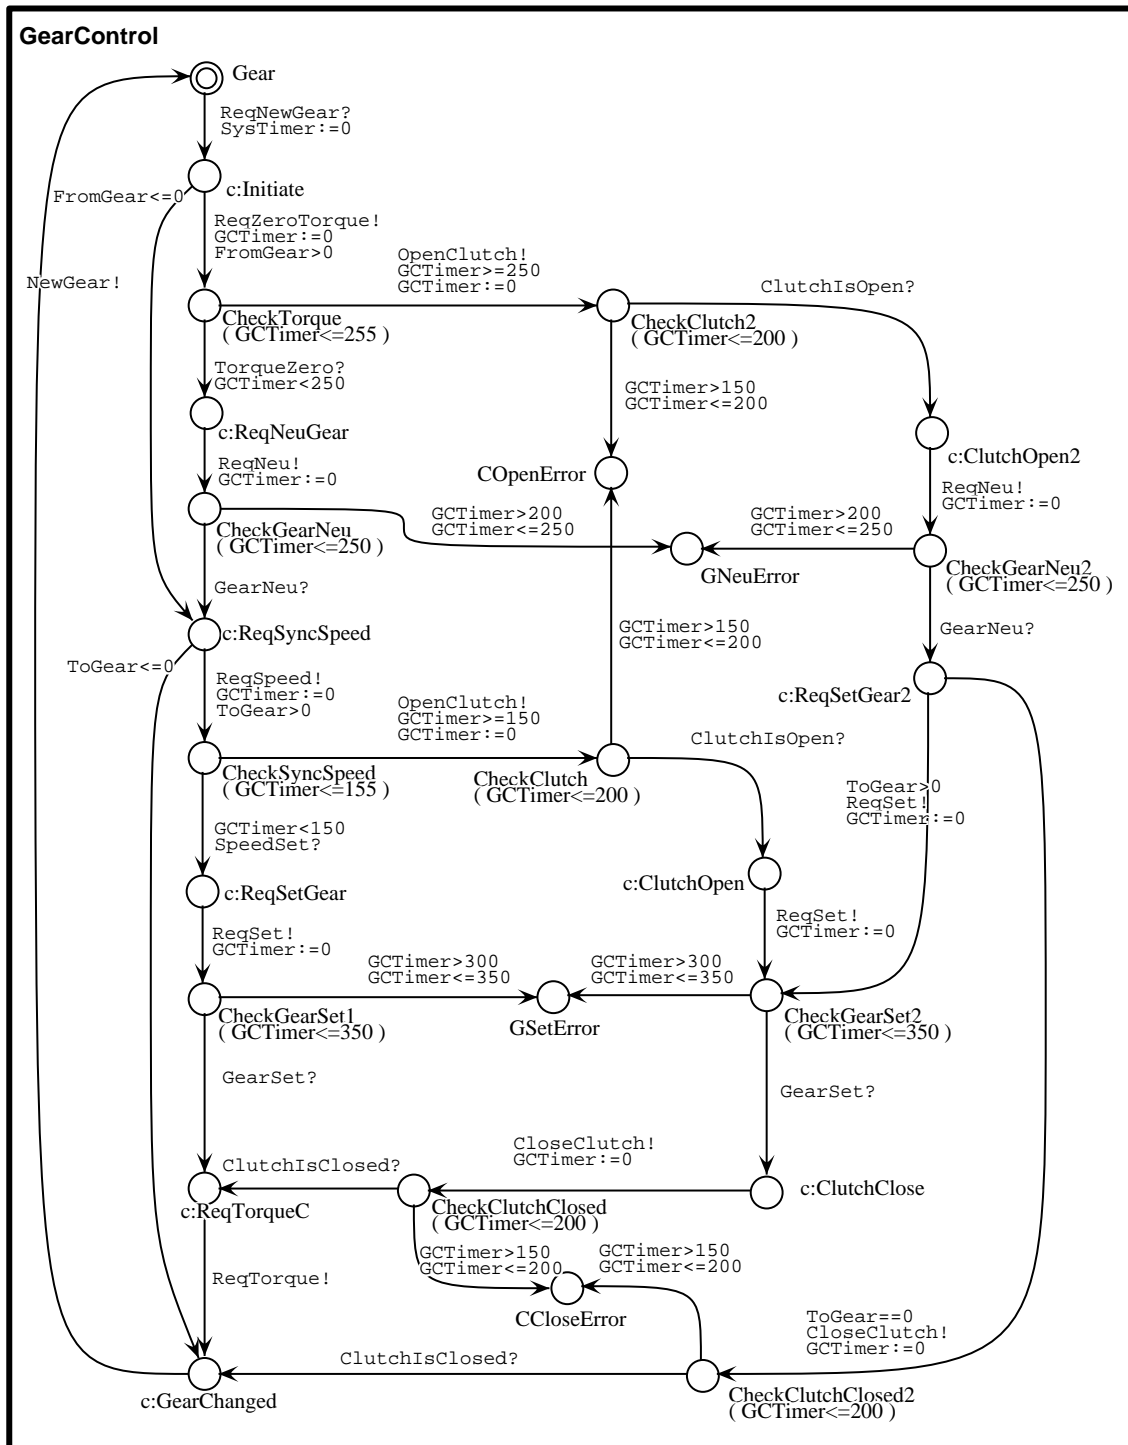 GearControl
Gear
ReqNewGear?
SysTimer:=0
c:Initiate
FromGear<=0
ReqZeroTorque!
GCTimer:=0
FromGear>0
NewGear!
OpenClutch!
GCTimer>=250
GCTimer:=0
ClutchIsOpen?
CheckTorque
( GCTimer<=255 )
CheckClutch2
( GCTimer<=200 )
TorqueZero?
GCTimer<250
GCTimer>150
GCTimer<=200
c:ReqNeuGear
c:ClutchOpen2
ReqNeu!
GCTimer:=0
COpenError
ReqNeu!
GCTimer:=0
CheckGearNeu
( GCTimer<=250 )
GCTimer>200
GCTimer<=250
GCTimer>200
GCTimer<=250
GNeuError
CheckGearNeu2
( GCTimer<=250 )
GearNeu?
c:ReqSyncSpeed
GCTimer>150
GCTimer<=200
GearNeu?
ToGear<=0
ReqSpeed!
GCTimer:=0
ToGear>0
c:ReqSetGear2
OpenClutch!
GCTimer>=150
GCTimer:=0
ClutchIsOpen?
CheckSyncSpeed
( GCTimer<=155 )
CheckClutch
( GCTimer<=200 )
ToGear>0
ReqSet!
GCTimer:=0
GCTimer<150
SpeedSet?
c:ReqSetGear
c:ClutchOpen
ReqSet!
GCTimer:=0
ReqSet!
GCTimer:=0
GCTimer>300
GCTimer<=350
GCTimer>300
GCTimer<=350
CheckGearSet1
( GCTimer<=350 )
GSetError
CheckGearSet2
( GCTimer<=350 )
GearSet?
GearSet?
CloseClutch!
GCTimer:=0
ClutchIsClosed?
c:ClutchClose
c:ReqTorqueC
CheckClutchClosed
( GCTimer<=200 )
GCTimer>150
GCTimer<=200
GCTimer>150
GCTimer<=200
ReqTorque!
CCloseError
ToGear==0
CloseClutch!
GCTimer:=0
ClutchIsClosed?
c:GearChanged
CheckClutchClosed2
( GCTimer<=200 )